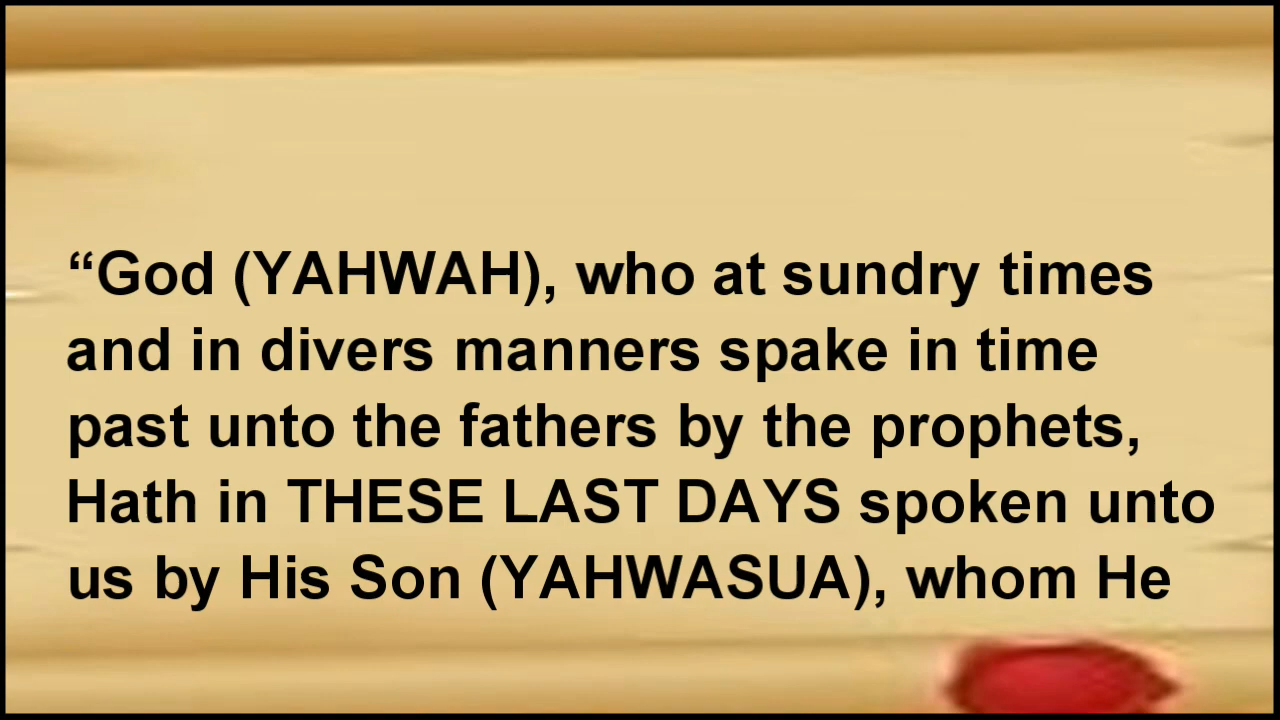 “God (YAHWAH), who at sundry times
and in divers manners spake in time
past unto the fathers by the prophets,
Hath in THESE LAST DAYS spoken unto
us by His Son (YAHWASUA), whom He